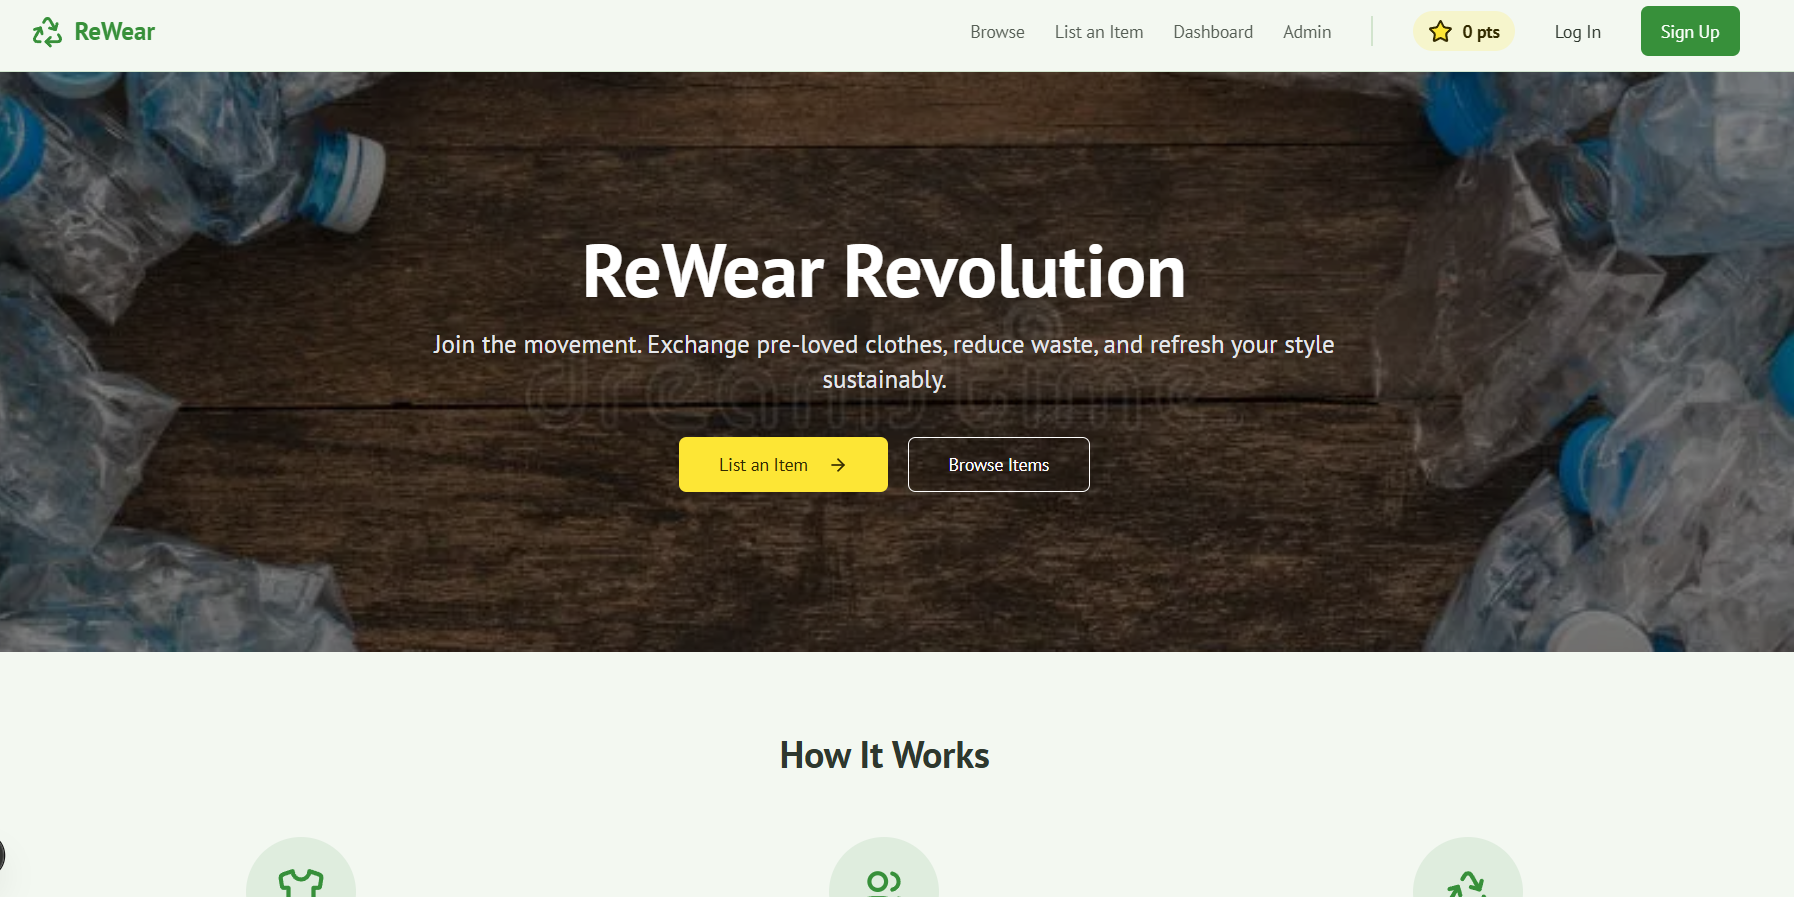 ReWear
Browse
List an Item
Dashboard
Admin
0 pts
Log In
Sign Up
ReWear Revolution
Join the movement. Exchange pre-loved clothes, reduce waste, and refresh your style
sustainably.
dreamstime
List an Item
Browse Items
How It Works